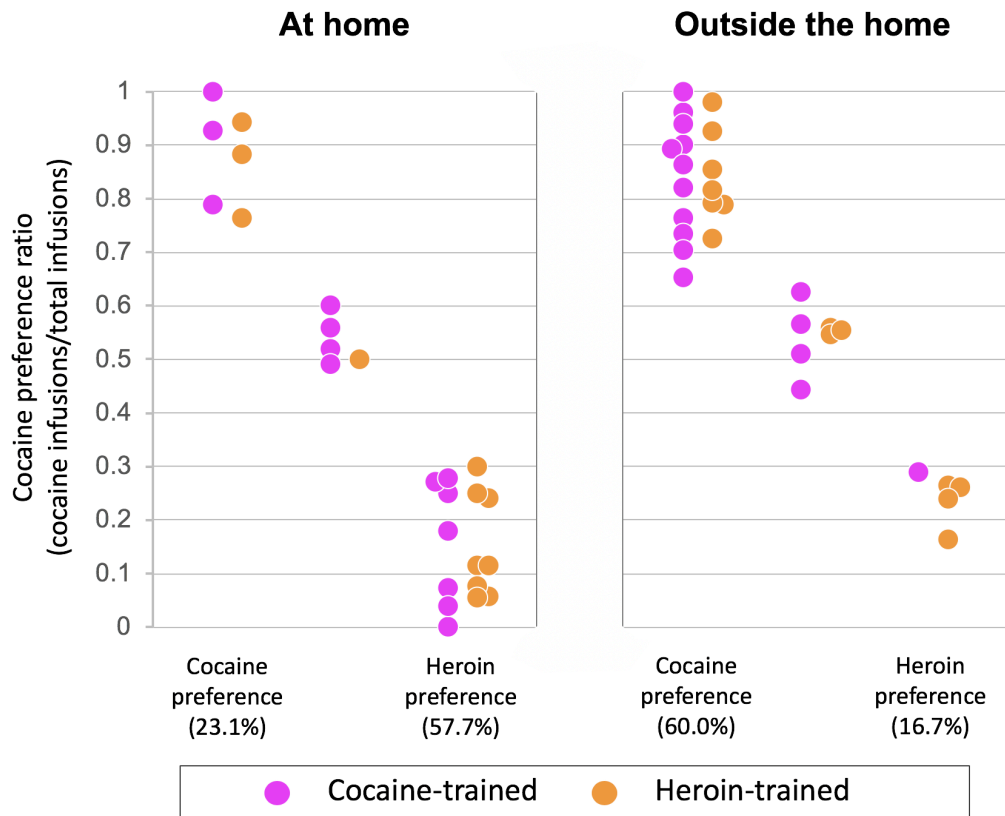 At home
Outside the home
Cocaine preference ratio
(cocaine infusions/total infusions)
1
0.9
0.8
0.7
0.6
0.5
0.4
0.3
0.2
0.1
0
Cocaine
preference
(23.1%)
Heroin
preference
(57.7%)
Cocaine
preference
(60.0%)
Heroin
preference
(16.7%)
Cocaine-trained
Heroin-trained